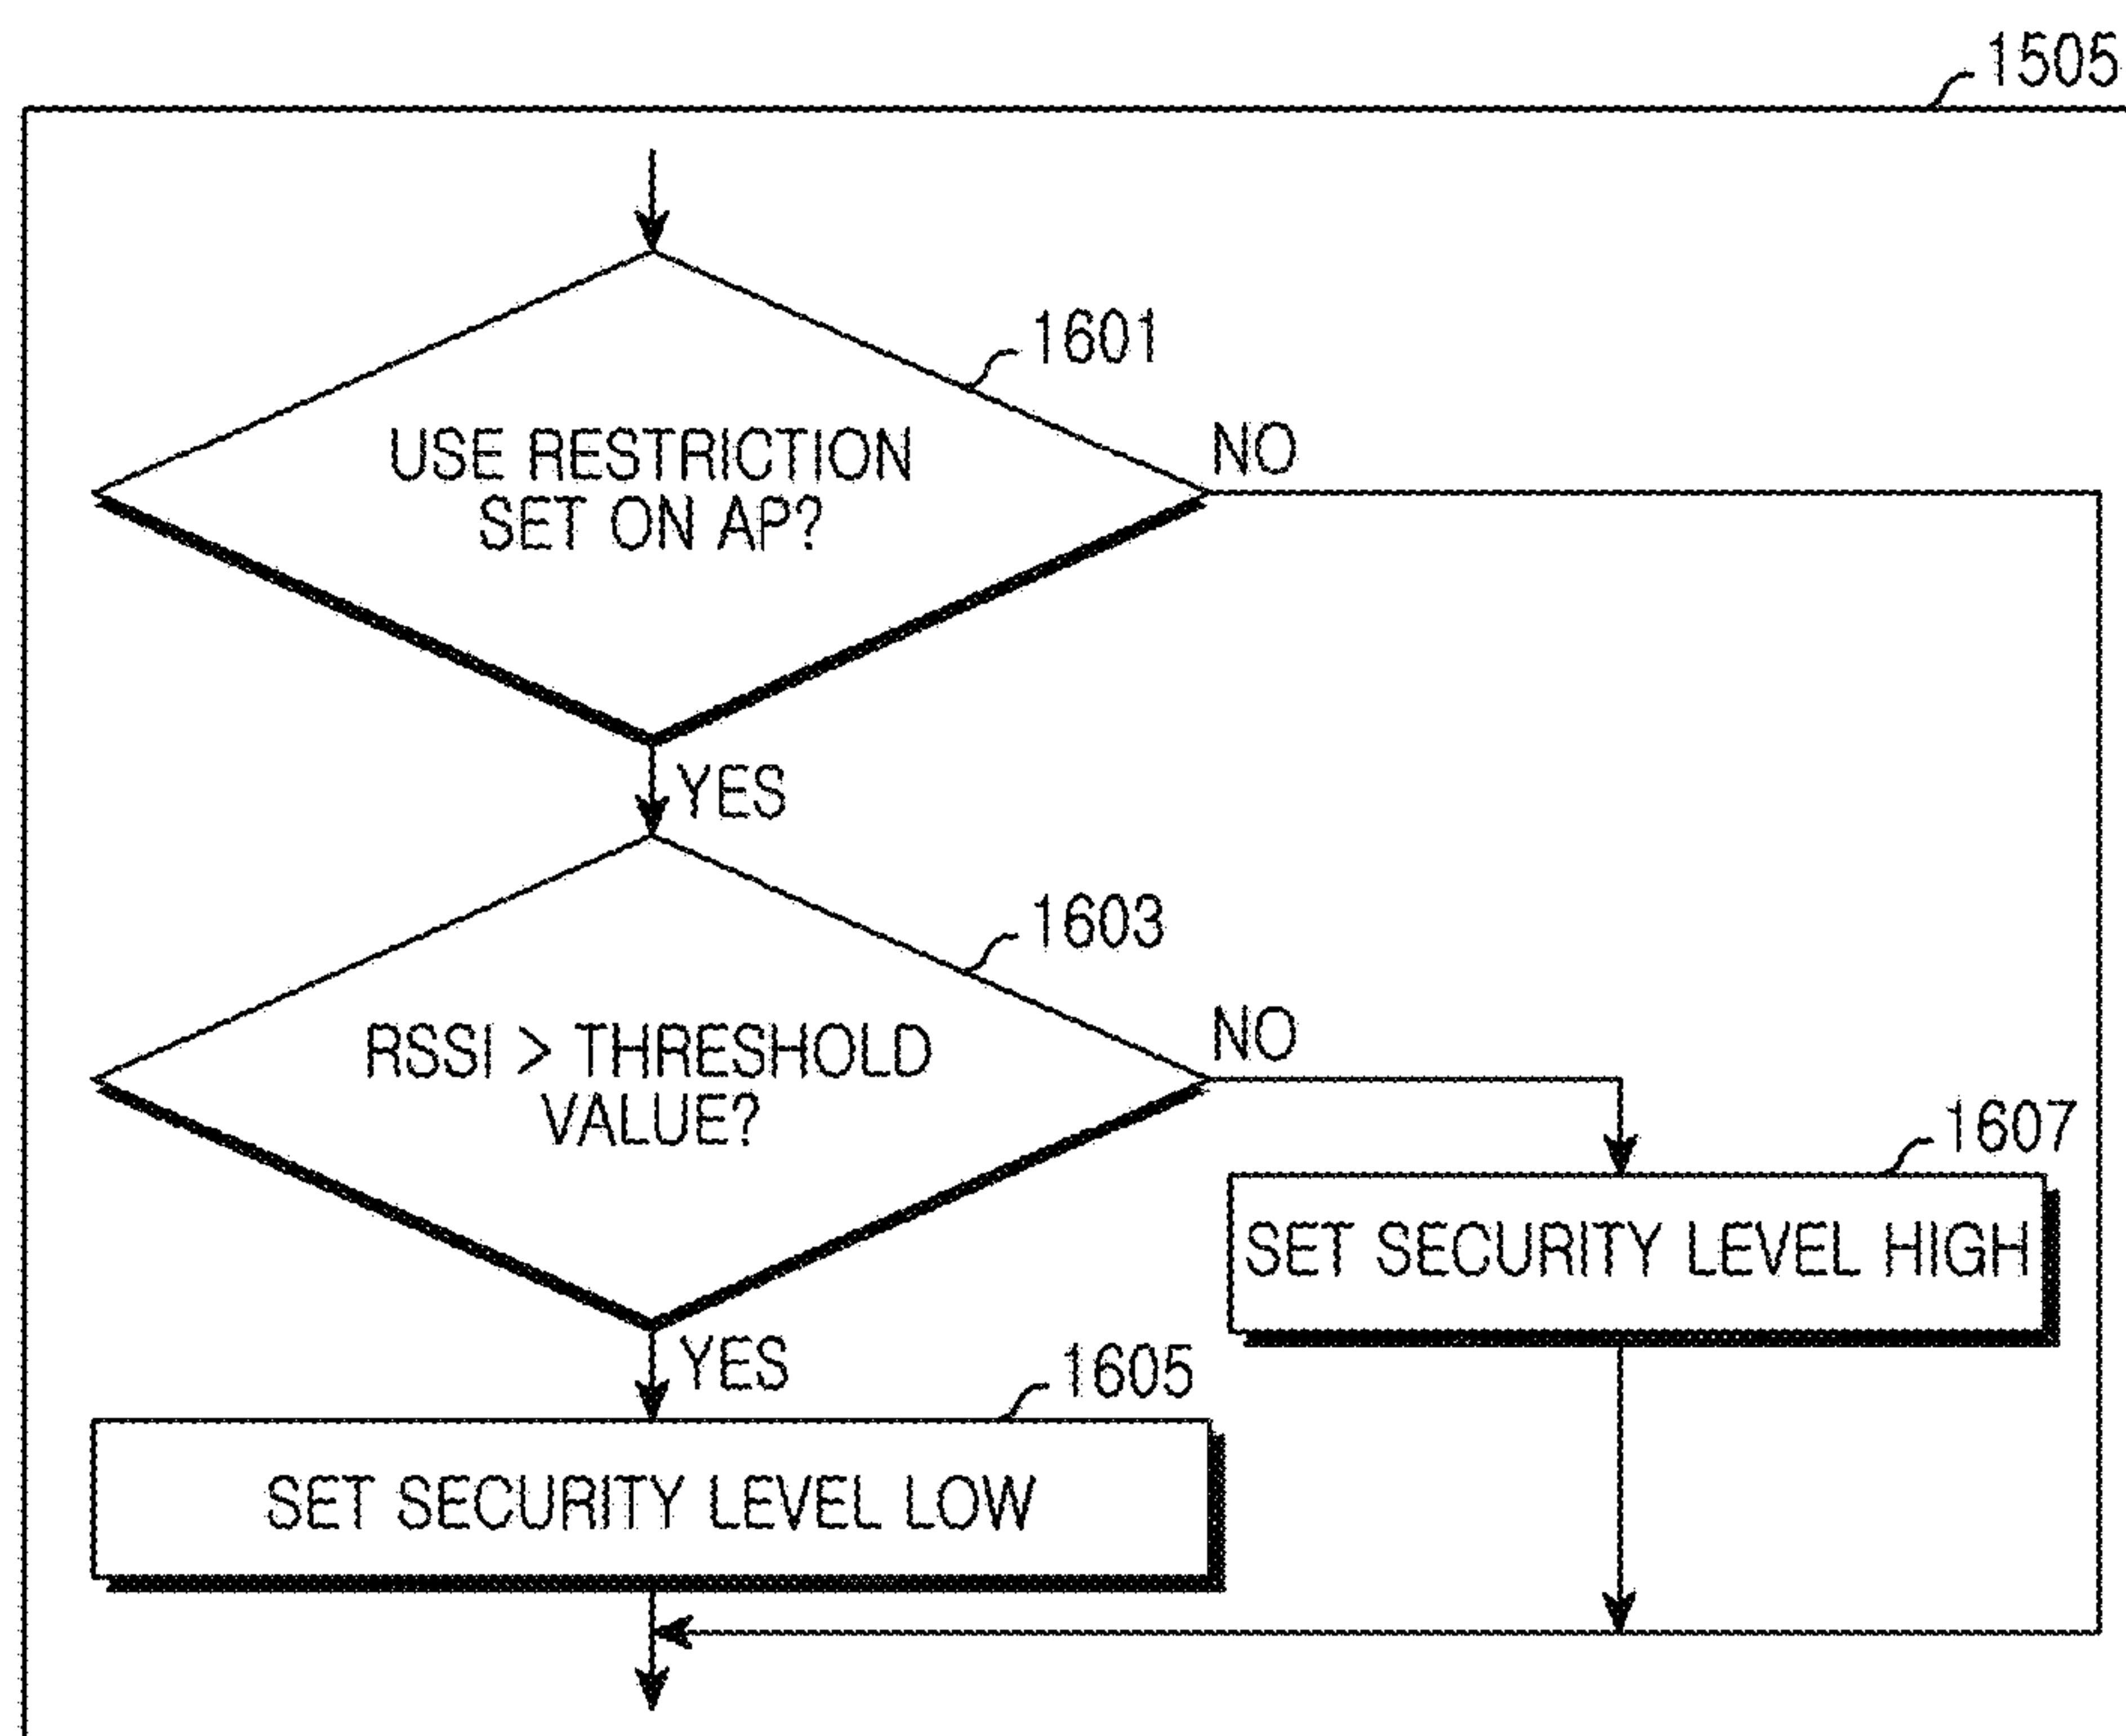 1505
1601
USE RESTRICTION
SET ON AP?
NO
YES
1603
RSSI > THRESHOLD
VALUE?
NO
1607
SET SECURITY LEVEL HIGH
YES
1605
SET SECURITY LEVEL LOW